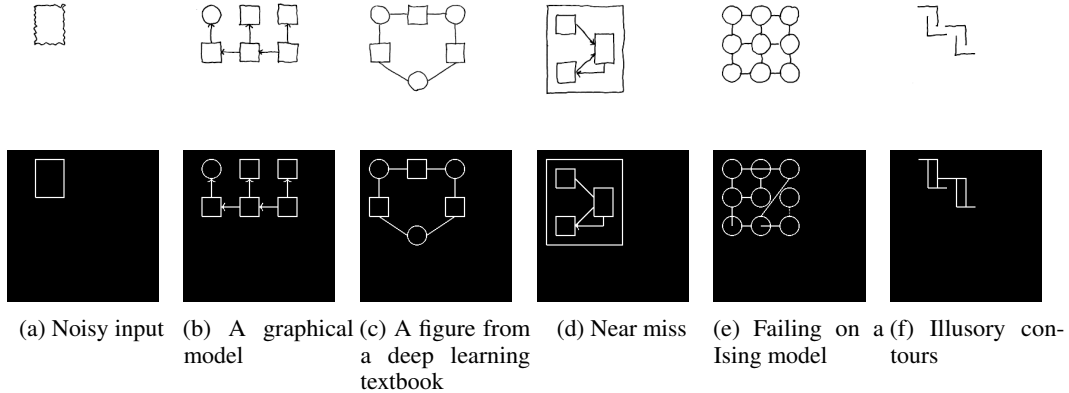 (a) Noisy input
(b) A graphical model
(c) A figure from a deep learning textbook
(d) Near miss
(e) Failing on a Ising model
(f) Illusory con-
tours